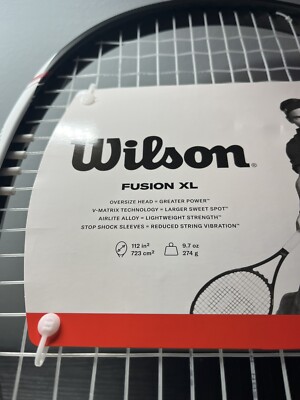 Wilson®
FUSION XL
OVERSIZE HEAD = GREATER POWER™
V-MATRIX TECHNOLOGY = LARGER SWEET SPOT™
AIRLITE ALLOY = LIGHTWEIGHT STRENGTH™
STOP SHOCK SLEEVES = REDUCED STRING VIBRATION™
112 in² 9.7 oz
723 cm² 274 g